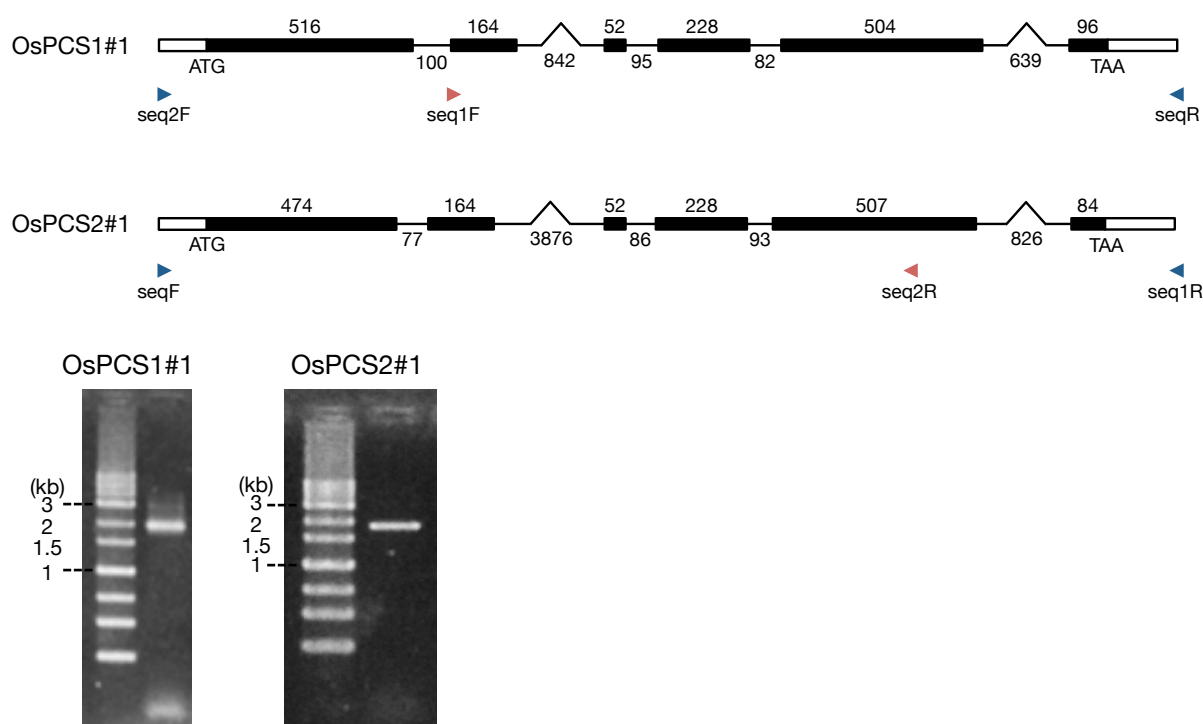 516 164 52 228 504 96
OsPCS1#1
ATG 100 842 95 82 639 TAA
seq2F seq1F seqR
474 164 52 228 507 84
OsPCS2#1
ATG 77 3876 86 93 826 TAA
seqF seq2R seq1R
OsPCS1#1 OsPCS2#1
(kb) (kb)
3 3
2 2
1.5 1.5
1 1